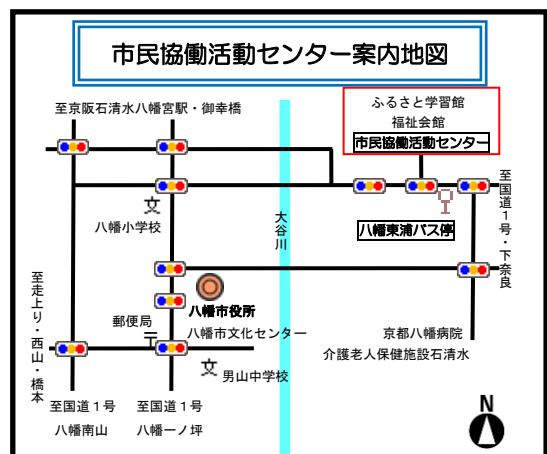 市民協働活動センター案内地図
至京阪石清水八幡宮駅・御幸橋
ふるさと学習館
福祉会館
市民協働活動センター
至国道1号・下奈良
八幡小学校
大谷川
八幡東浦バス停
至走上り・西山・橋本
八幡市役所
郵便局
八幡市文化センター
京都八幡病院
介護老人保健施設石清水
男山中学校
至国道1号
八幡南山
至国道1号
八幡一ノ坪
N